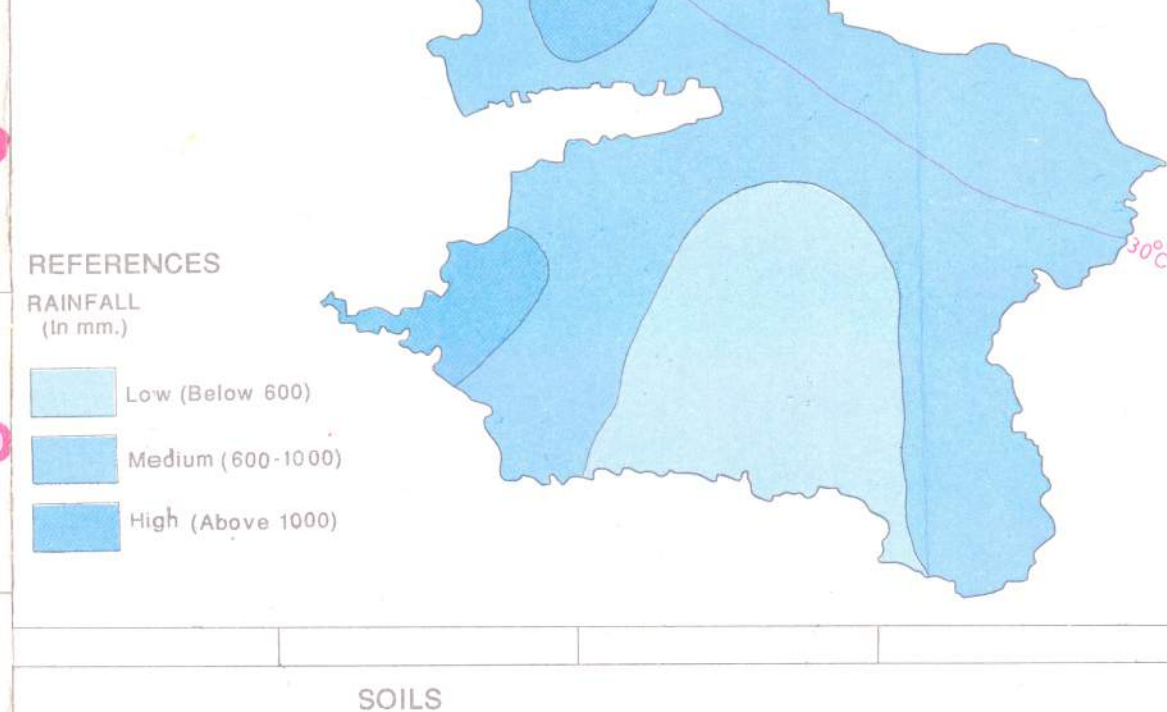 30°C
REFERENCES
RAINFALL
(In mm.)
Low (Below 600)
Medium (600-1000)
High (Above 1000)
SOILS